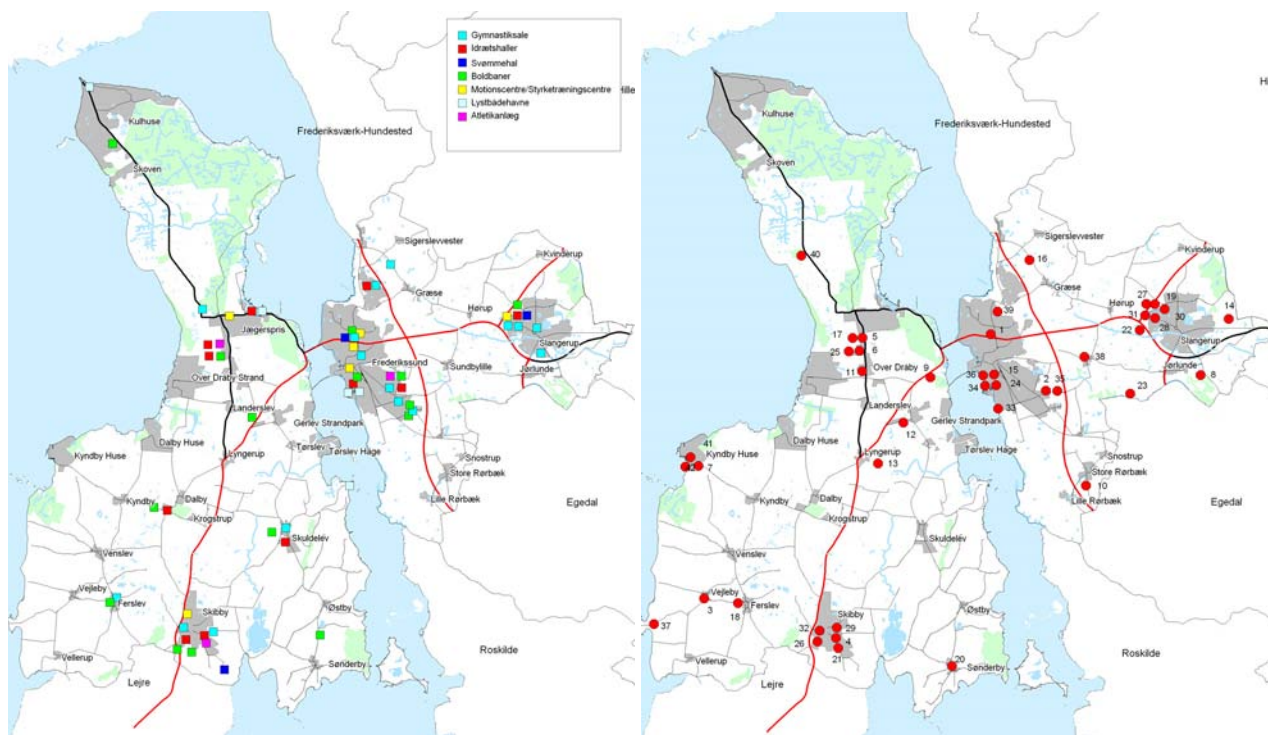 Gymnastiksale
Idrætshaller
Svømmehal
Boldbaner
Motionscentre/Styrketræningscentre
Hille
Lystbådehavne
Atletikanlæg
Kulhuse
Frederiksværk-Hundested
Skoven
Sigerslevvester
Kvinderup
Græse
Hørup
Jægerspris
Slangerup
Frederikssund
Sundbylille
Jørlunde
Over Draby Strand
Landerslev
Gerlev Strandpark
Dalby Huse
Tørslev
Tørslev Hage
Lyngerup
Kyndby Huse
Snostrup
Store Rørbæk
Lille Rørbæk
Egedal
Kyndby
Dalby
Krogstrup
Skuldelev
Venslev
Vejleby
Ferslev
Skibby
Østby
Vellerup
Sønderby
Lejre
Roskilde
H
Kulhuse
Frederiksværk-Hundested
Skoven
Sigerslevvester
Kvinderup
40
16
Græse
27
19
Hørup
14
39
31
30
28
17
5
1
22
Slangerup
25
6
38
11
Over Draby
9
36
15
Jørlunde
8
34
24
2
35
23
Landerslev
33
12
Gerlev Strandpark
41
Dalby Huse
Tørslev Hage
Kyndby Huse
Lyngerup
13
Snostrup
7
Store Rørbæk
10
Lille Rørbæk
Egedal
Kyndby
Dalby
Krogstrup
Skuldelev
Venslev
Vejleby
3
18
Ferslev
Skibby
Østby
37
32
29
26
4
21
Vellerup
20
Sønderby
Lejre
Roskilde